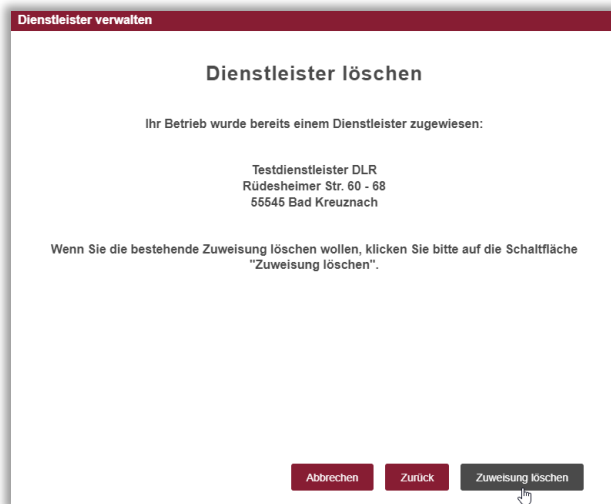 Dienstleister verwalten
Dienstleister löschen
Ihr Betrieb wurde bereits einem Dienstleister zugewiesen:
Testdienstleister DLR
Rüdesheimer Str. 60 - 68
55545 Bad Kreuznach
Wenn Sie die bestehende Zuweisung löschen wollen, klicken Sie bitte auf die Schaltfläche
"Zuweisung löschen".
Abbrechen Zurück Zuweisung löschen